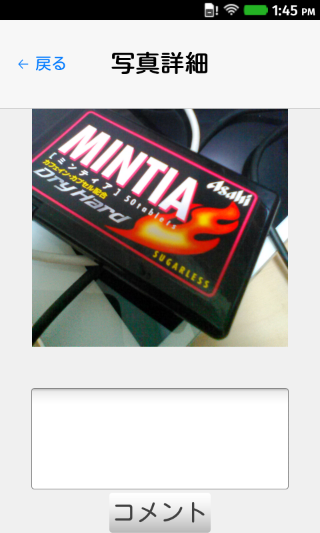 1:45 PM
← 戻る
写真詳細
MINTIA
Asahi
[ミンティア] 50tablets
カフェイン・カプセル配合
DryHard
SUGARLESS
コメント